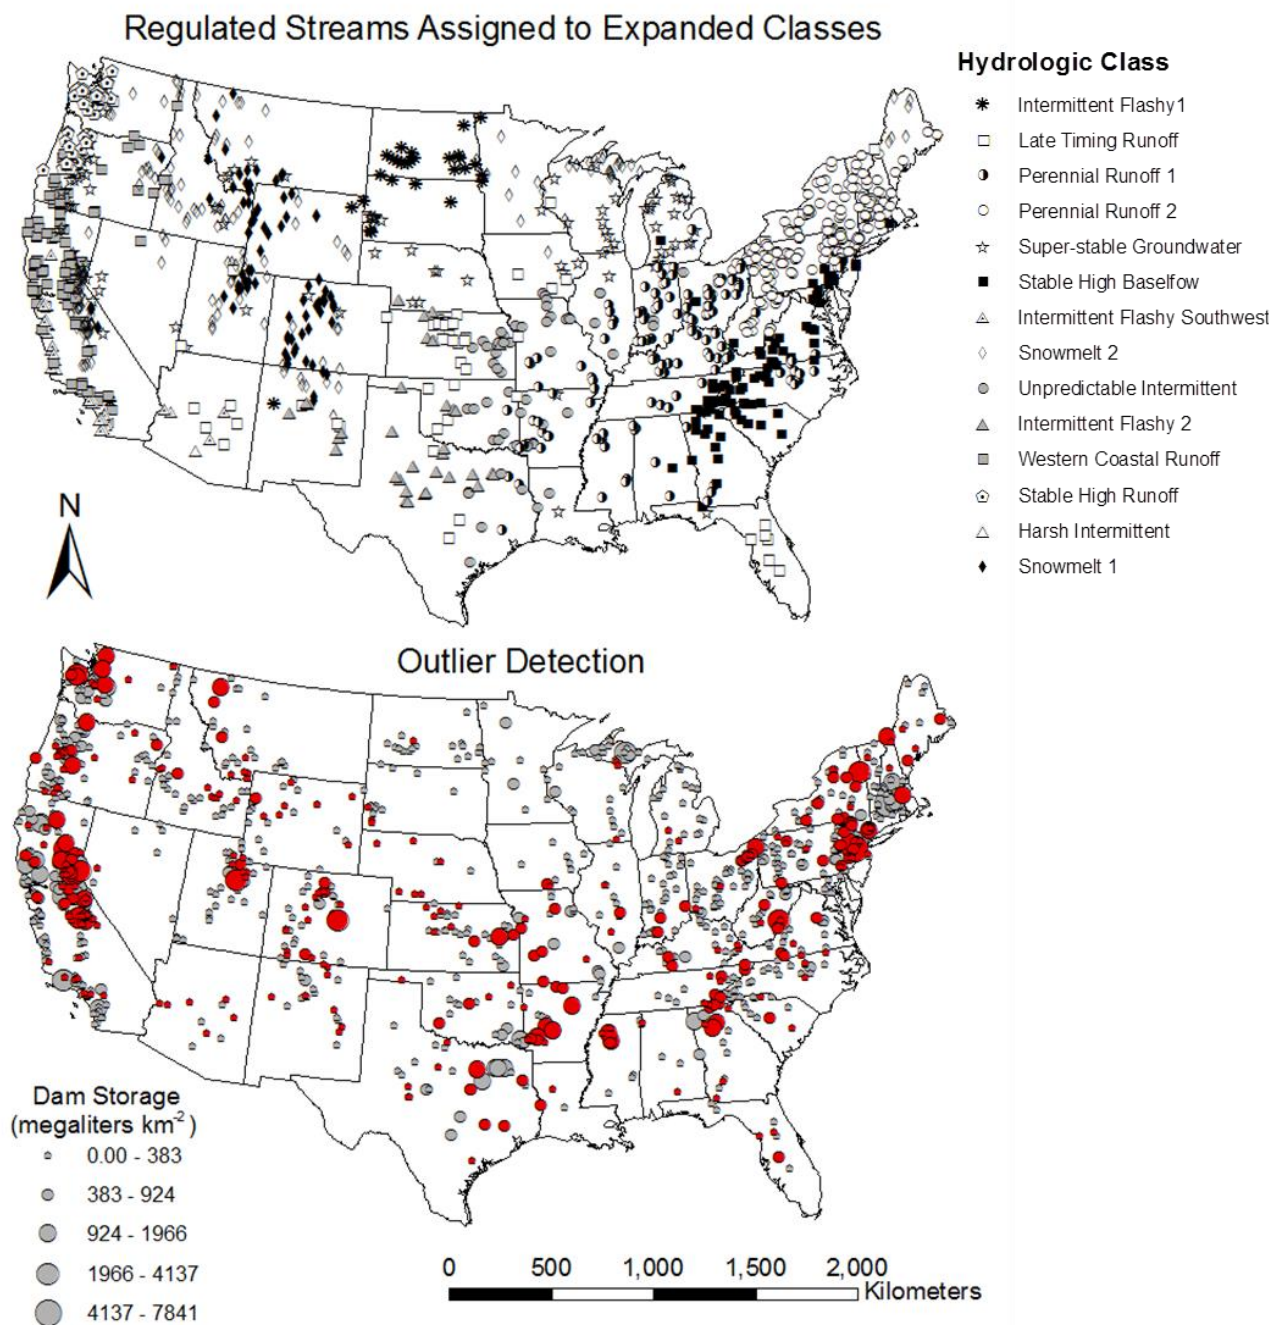 Regulated Streams Assigned to Expanded Classes
Hydrologic Class
Intermittent Flashy1
Late Timing Runoff
Perennial Runoff 1
Perennial Runoff 2
Super-stable Groundwater
Stable High Baselfow
Intermittent Flashy Southwest
Snowmelt 2
Unpredictable Intermittent
Intermittent Flashy 2
Western Coastal Runoff
Stable High Runoff
Harsh Intermittent
Snowmelt 1
N
Outlier Detection
Dam Storage
(megaliters km-2)
0.00 - 383
383 - 924
924 - 1966
1966 - 4137
4137 - 7841
0 500 1,000 1,500 2,000
Kilometers